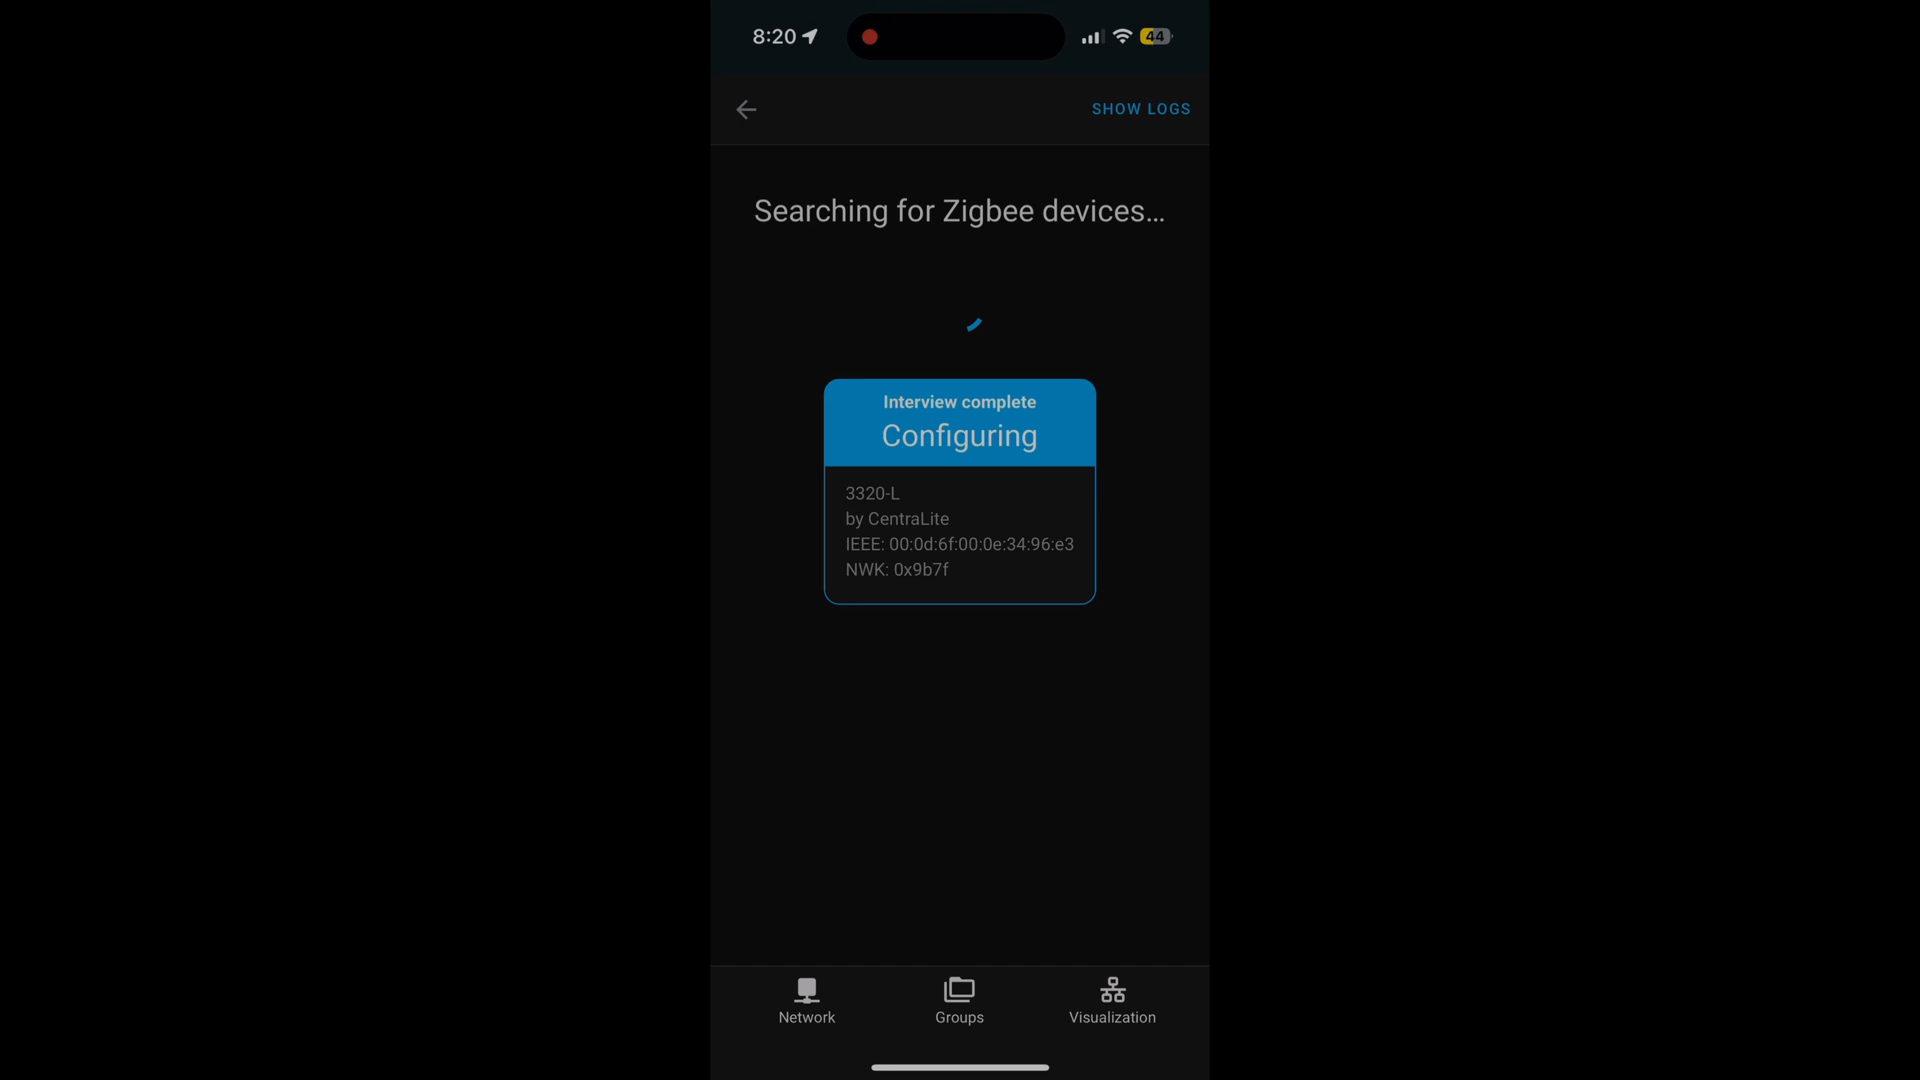 8:20
44
SHOW LOGS
Searching for Zigbee devices…
Interview complete
Configuring
3320-L
by CentraLite
IEEE: 00:0d:6f:00:0e:34:96:e3
NWK: 0x9b7f
Network
Groups
Visualization